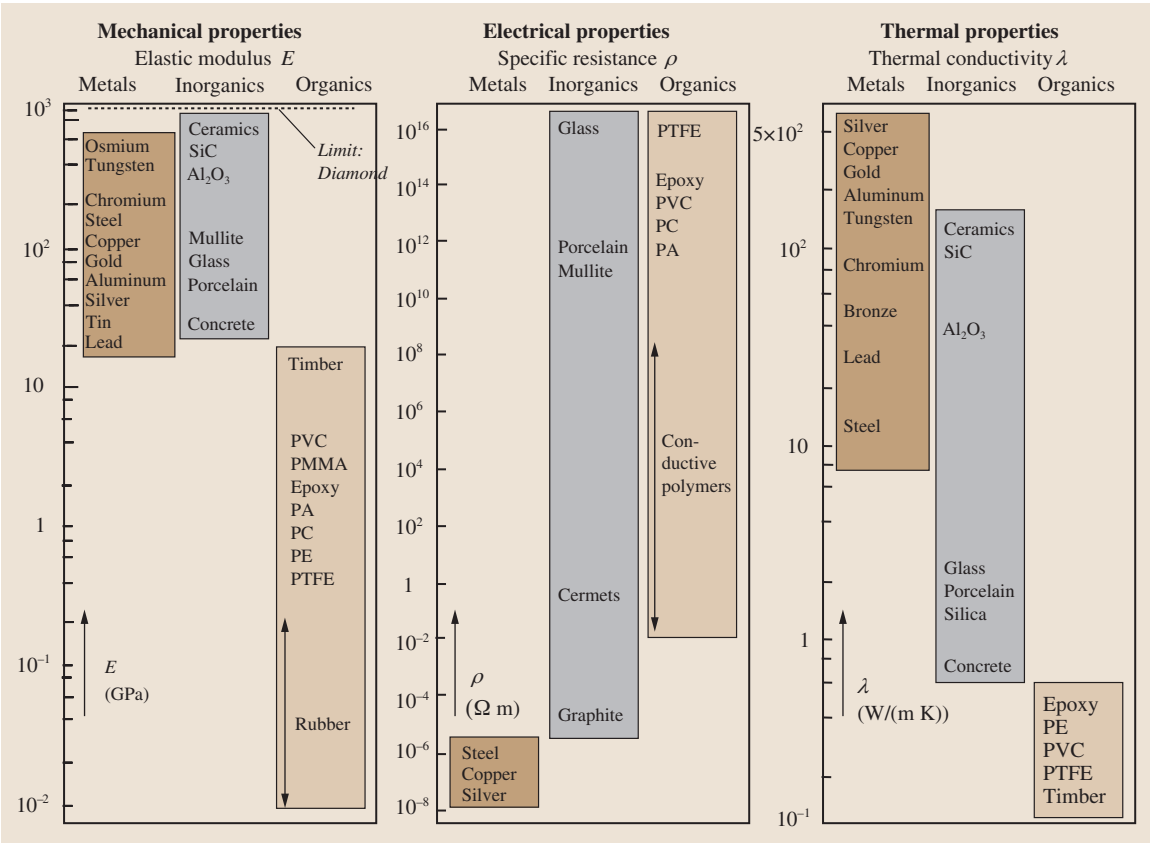 Mechanical properties
Elastic modulus E
Metals Inorganics Organics
10³
10²
10
1
10⁻¹
10⁻²
Osmium
Tungsten
Chromium
Steel
Copper
Gold
Aluminum
Silver
Tin
Lead
Ceramics
SiC
Al₂O₃
Mullite
Glass
Porcelain
Concrete
Limit:
Diamond
Timber
PVC
PMMA
Epoxy
PA
PC
PE
PTFE
Rubber
E
(GPa)
Electrical properties
Specific resistance ρ
Metals Inorganics Organics
10¹⁶
10¹⁴
10¹²
10¹⁰
10⁸
10⁶
10⁴
10²
1
10⁻²
10⁻⁴
10⁻⁶
10⁻⁸
ρ
(Ω m)
Steel
Copper
Silver
Glass
Porcelain
Mullite
Cermets
Graphite
PTFE
Epoxy
PVC
PC
PA
Con-
ductive
polymers
Thermal properties
Thermal conductivity λ
Metals Inorganics Organics
5×10²
10²
10
1
10⁻¹
Silver
Copper
Gold
Aluminum
Tungsten
Chromium
Bronze
Lead
Steel
λ
(W/(m K))
Ceramics
SiC
Al₂O₃
Glass
Porcelain
Silica
Concrete
Epoxy
PE
PVC
PTFE
Timber